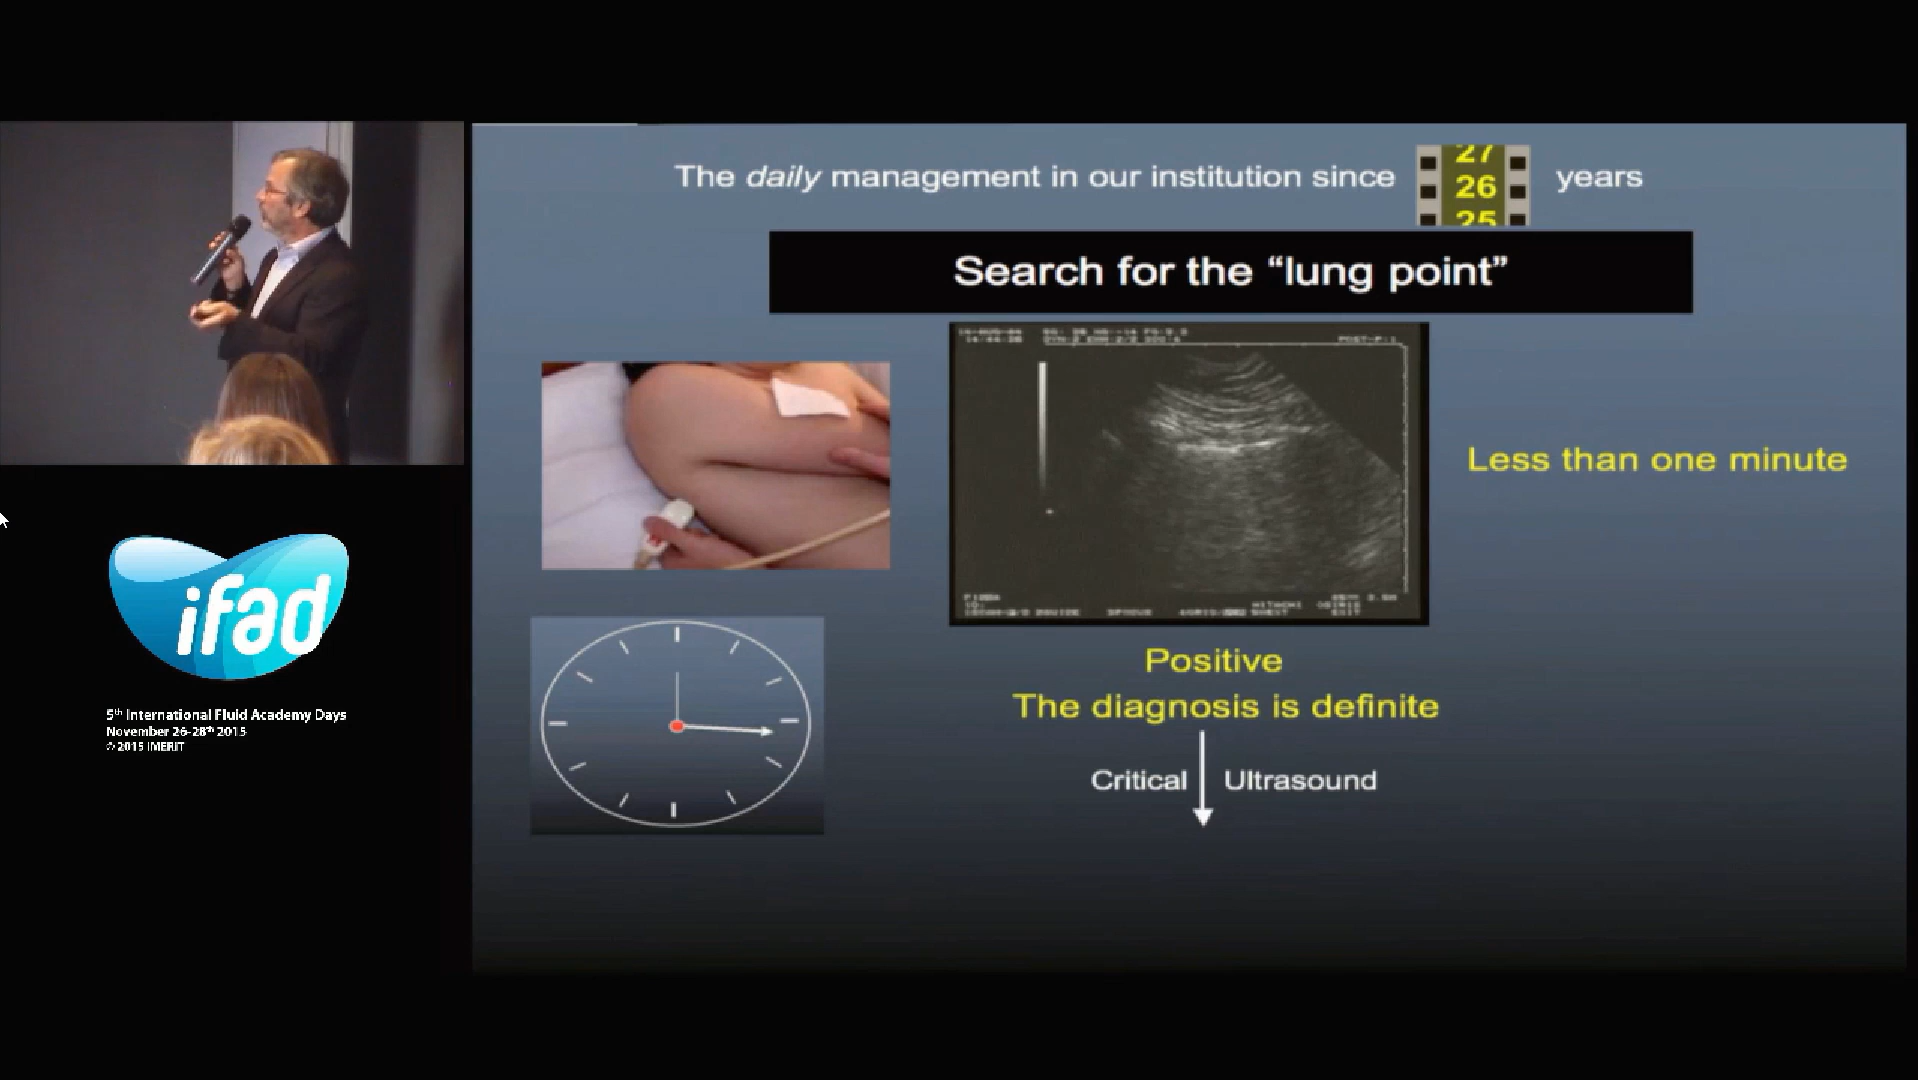 The daily management in our institution since
27
26
25
years
Search for the “lung point”
Less than one minute
Positive
The diagnosis is definite
Critical
Ultrasound
ifad
5th International Fluid Academy Days
November 26-28th 2015
© 2015 IMERIT